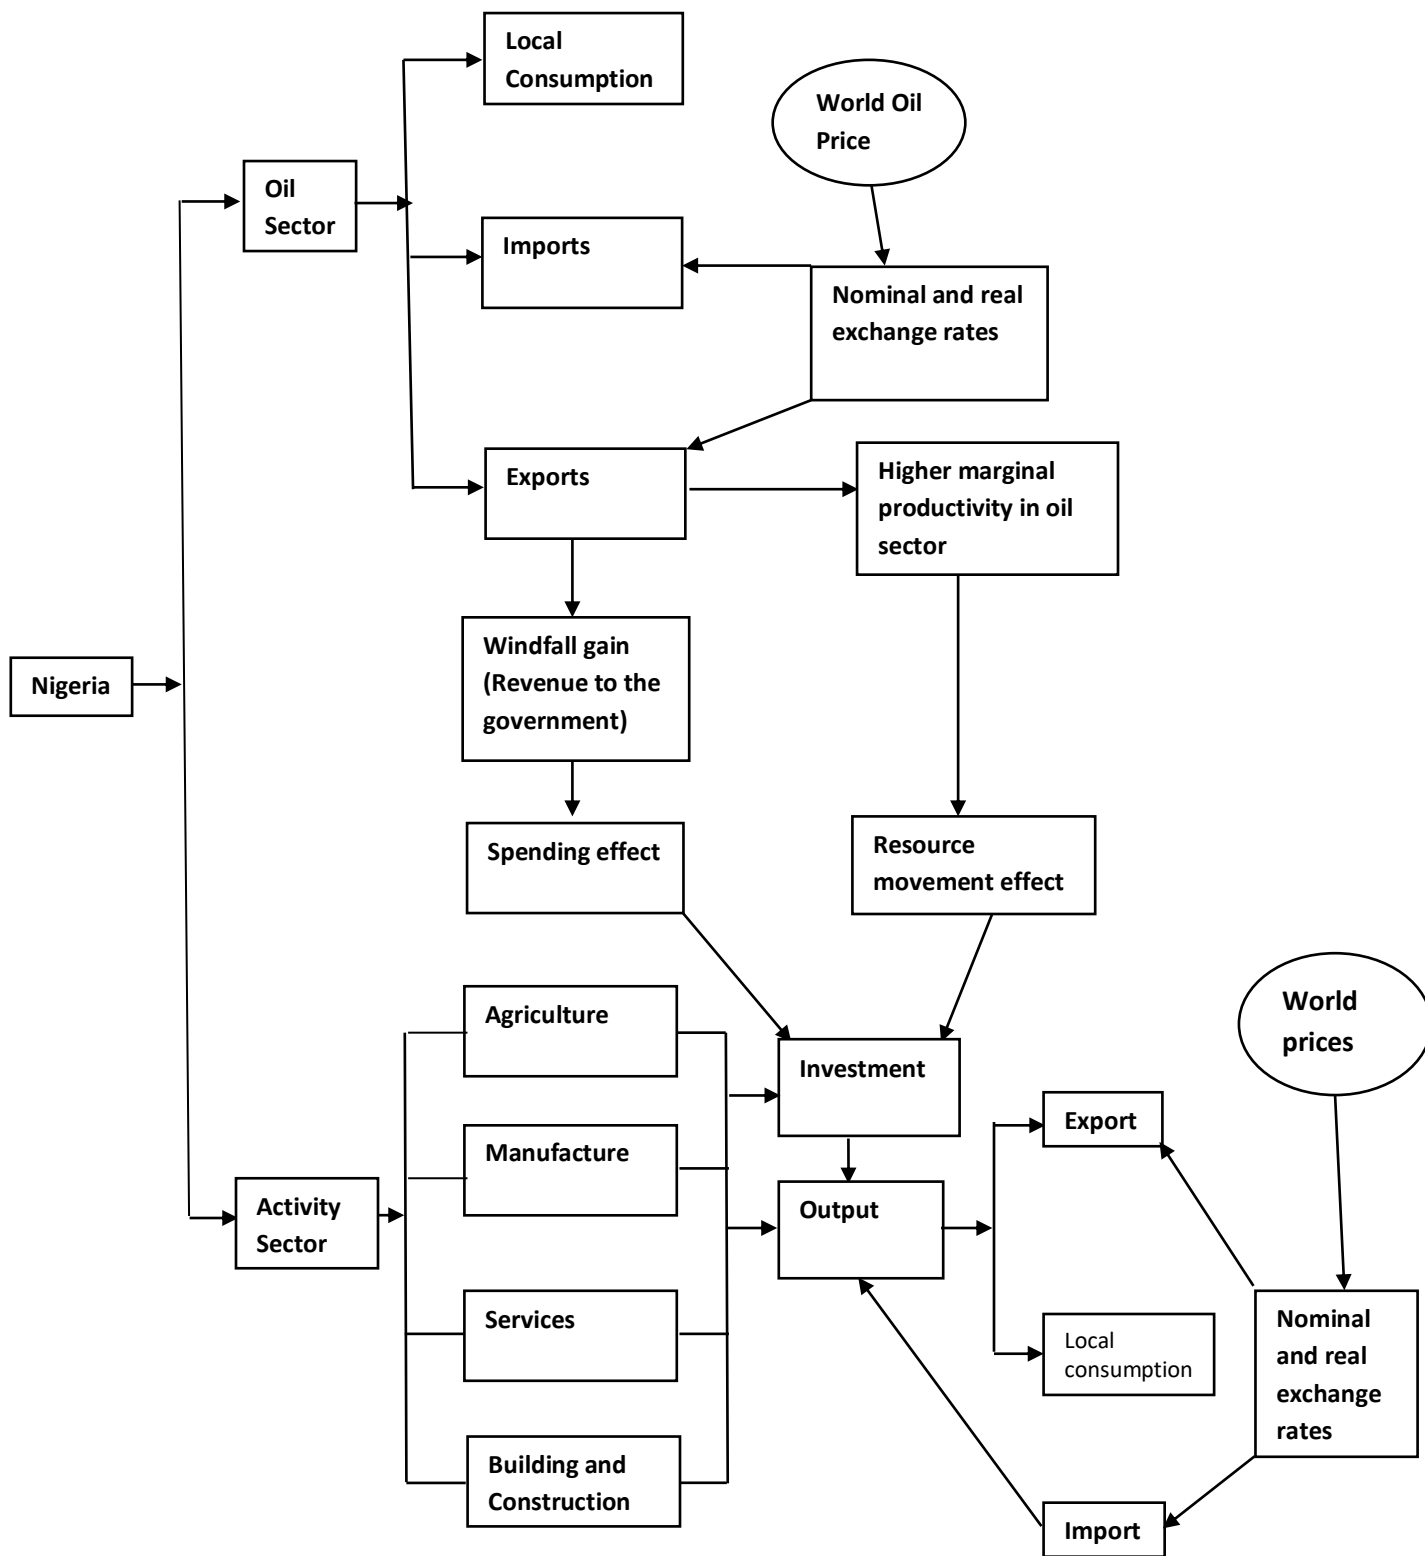 Local
Consumption
World Oil
Price
Oil
Sector
Imports
Nominal and real
exchange rates
Exports
Higher marginal
productivity in oil
sector
Windfall gain
(Revenue to the
government)
Nigeria
Spending effect
Resource
movement effect
Agriculture
World
prices
Investment
Export
Manufacture
Activity
Sector
Output
Services
Local
consumption
Nominal
and real
exchange
rates
Building and
Construction
Import